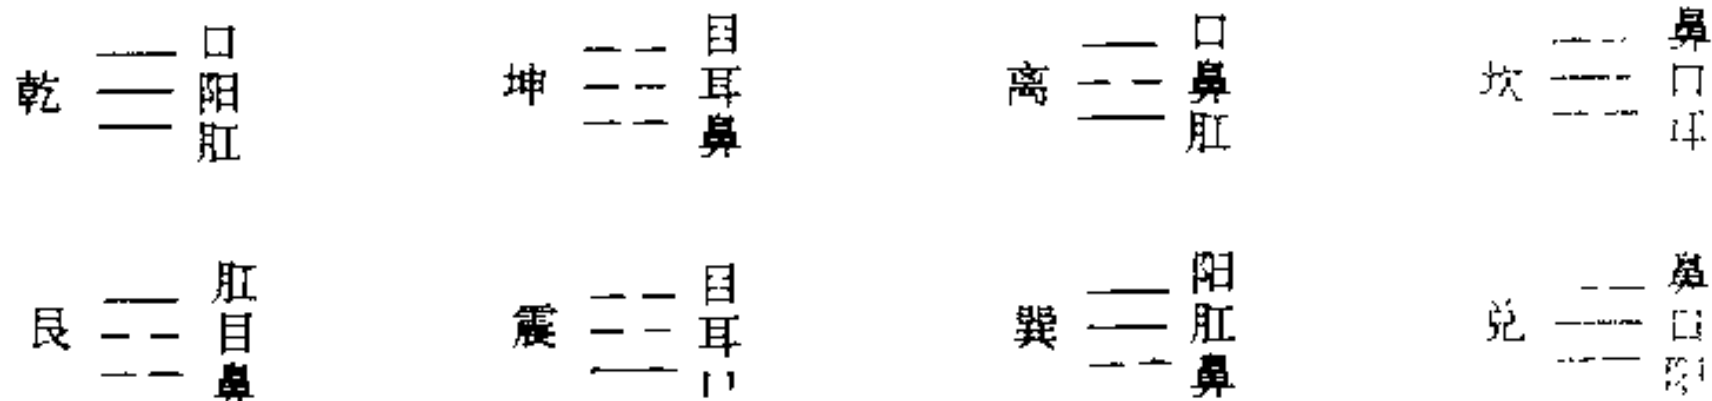 乾 ☰ 口 阳 肛
坤 ☷ 目 耳 鼻
离 ☲ 口 鼻 肛
坎 ☵ 鼻 口 耳
艮 ☶ 肛 目 鼻
震 ☳ 目 耳 口
巽 ☴ 阳 肛 鼻
兑 ☱ 鼻 口 阳